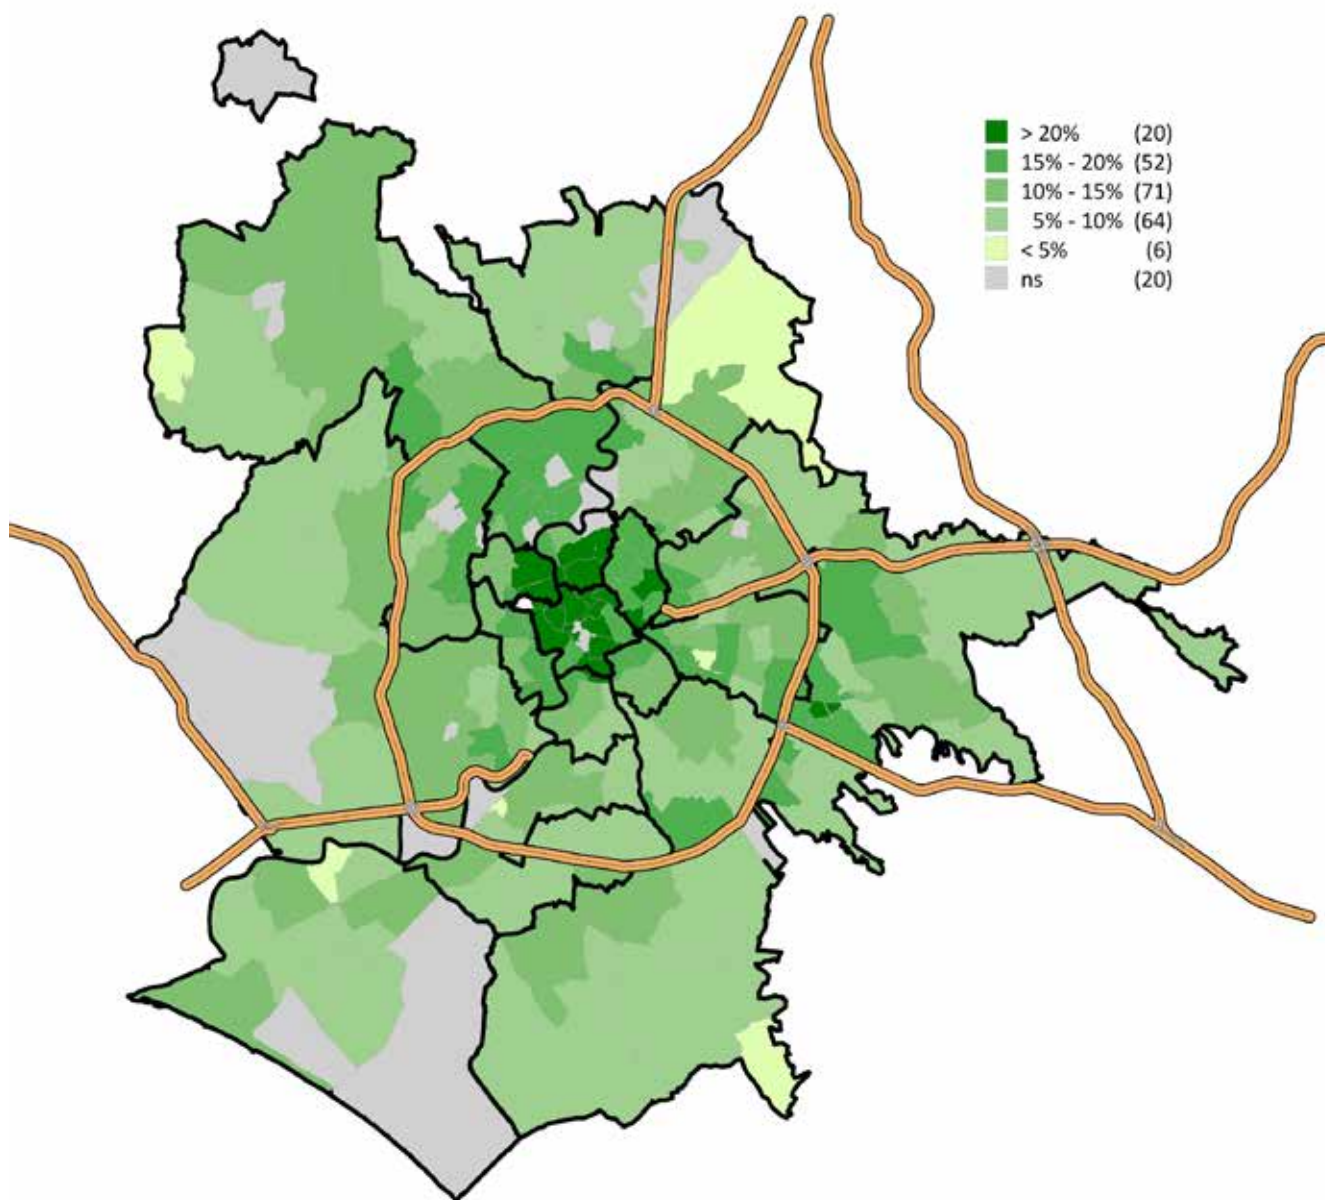 > 20% (20)
15% - 20% (52)
10% - 15% (71)
5% - 10% (64)
< 5% (6)
ns (20)